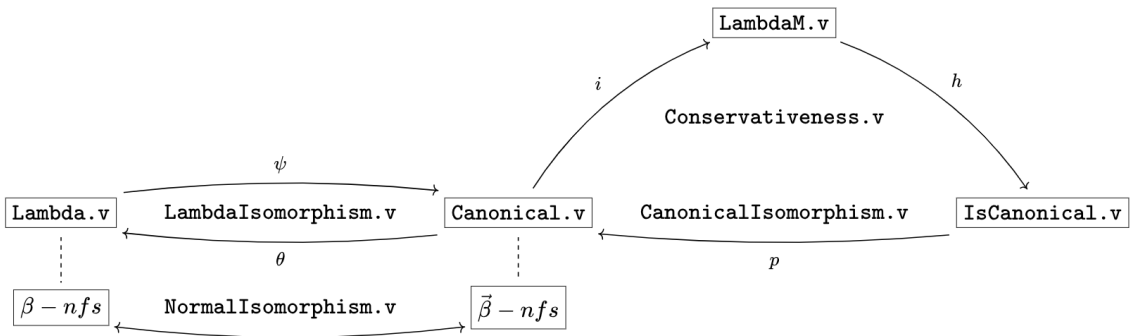 LambdaM.v
i
h
Conservativeness.v
ψ
Lambda.v LambdaIsomorphism.v Canonical.v CanonicalIsomorphism.v IsCanonical.v
θ
p
β − nfs NormalIsomorphism.v β⃗ − nfs